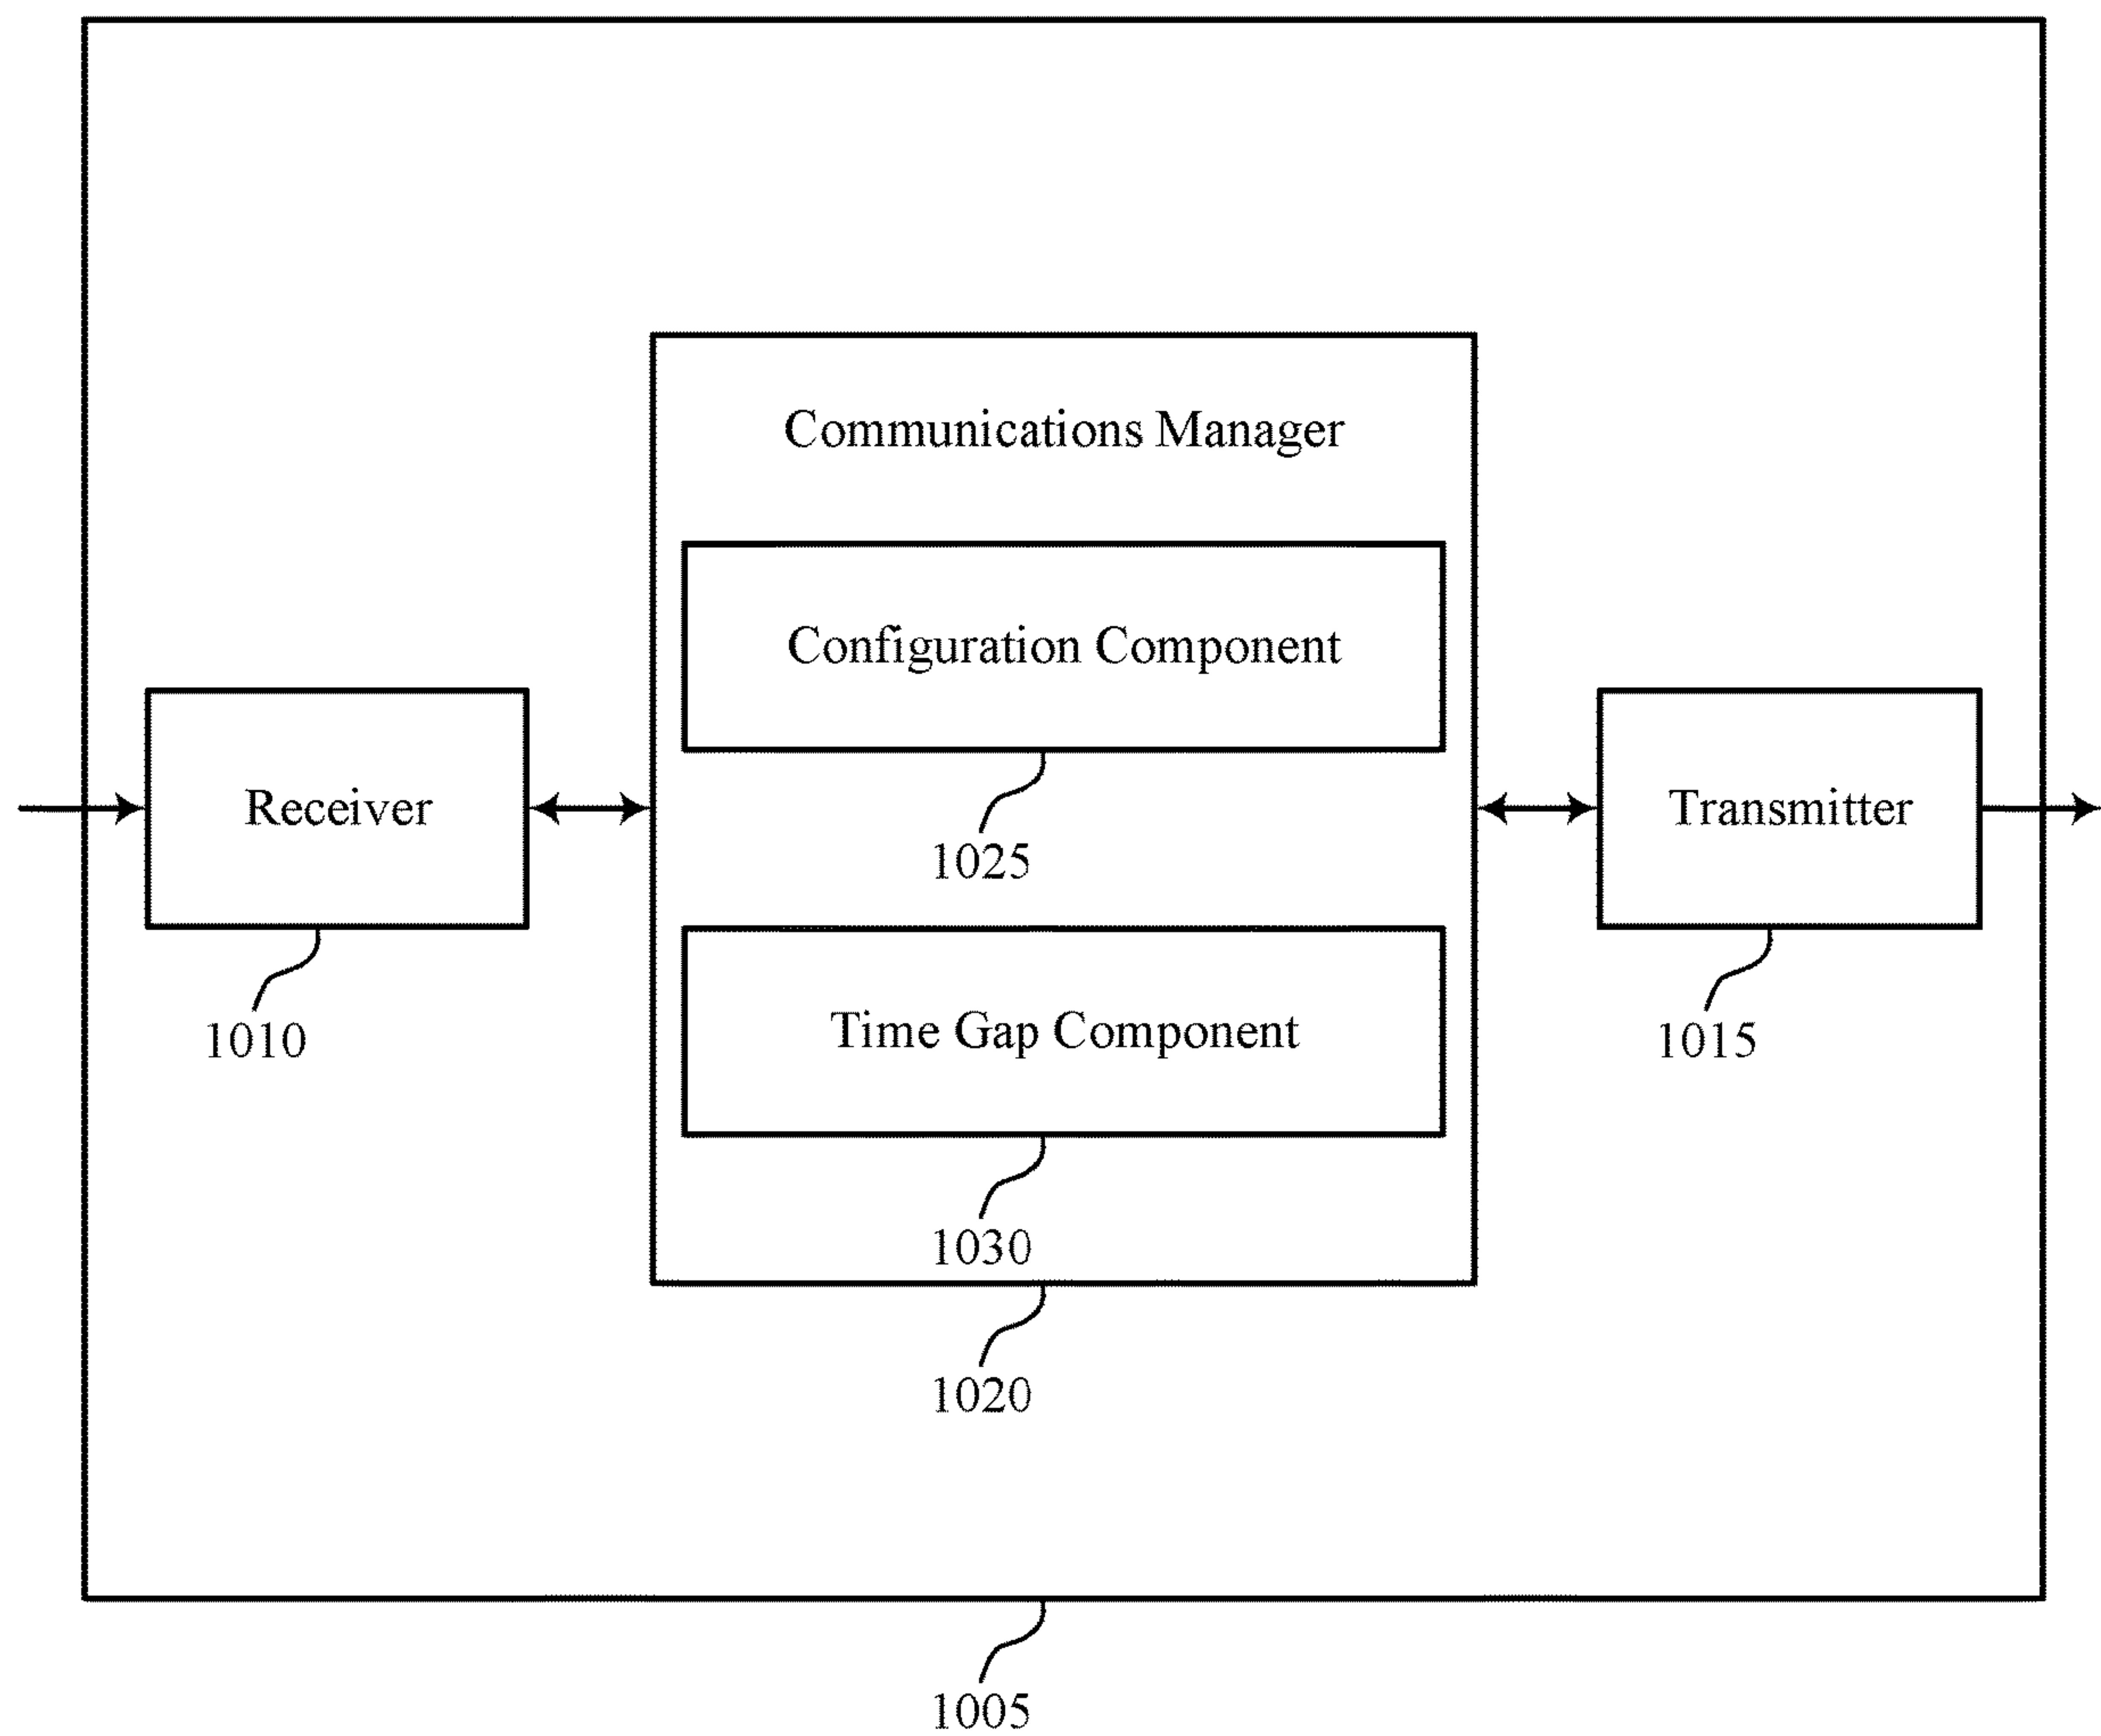 Communications Manager
Configuration Component
Receiver
Transmitter
1025
Time Gap Component
1010
1015
1030
1020
1005